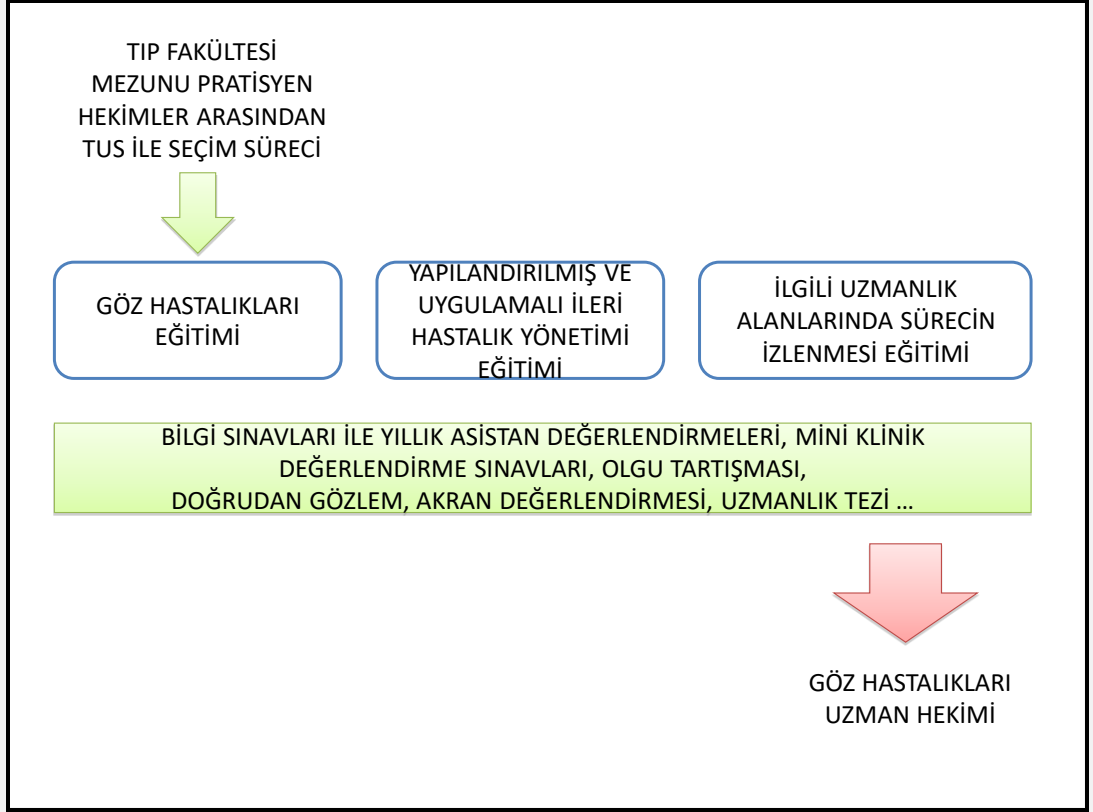 TIP FAKÜLTESİ
MEZUNU PRATİSYEN
HEKİMLER ARASINDAN
TUS İLE SEÇİM SÜRECİ
GÖZ HASTALIKLARI
EĞİTİMİ
YAPILANDIRILMIŞ VE
UYGULAMALI İLERİ
HASTALIK YÖNETİMİ
EĞİTİMİ
İLGİLİ UZMANLIK
ALANLARINDA SÜRECİN
İZLENMESİ EĞİTİMİ
BİLGİ SINAVLARI İLE YILLIK ASİSTAN DEĞERLENDİRMELERİ, MİNİ KLİNİK
DEĞERLENDİRME SINAVLARI, OLGU TARTIŞMASI,
DOĞRUDAN GÖZLEM, AKRAN DEĞERLENDİRMESİ, UZMANLIK TEZİ …
GÖZ HASTALIKLARI
UZMAN HEKİMİ